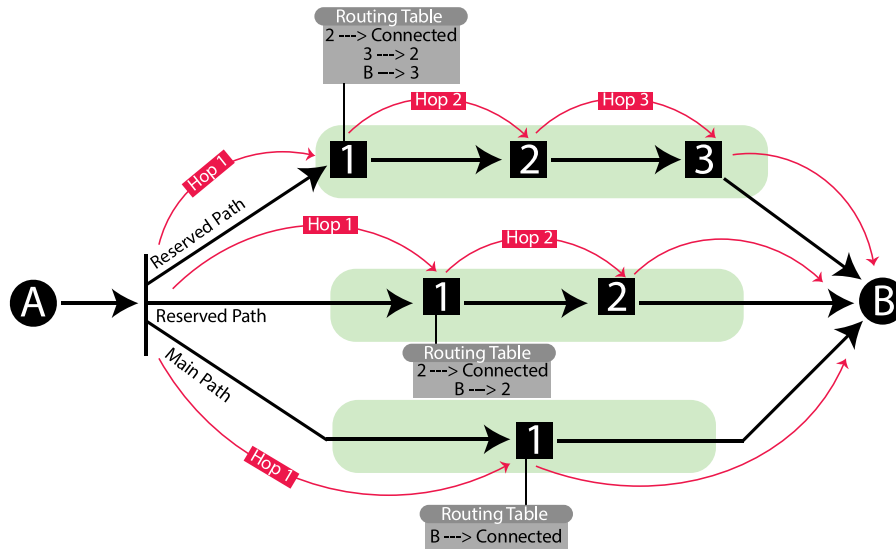 Routing Table
2 ---> Connected
3 ---> 2
B ---> 3
Hop 2
Hop 3
Hop 1
1
2
3
Reserved Path
Hop 1
Hop 2
A
1
2
B
Reserved Path
Routing Table
2 ---> Connected
B ---> 2
Main Path
1
Hop 1
Routing Table
B ---> Connected